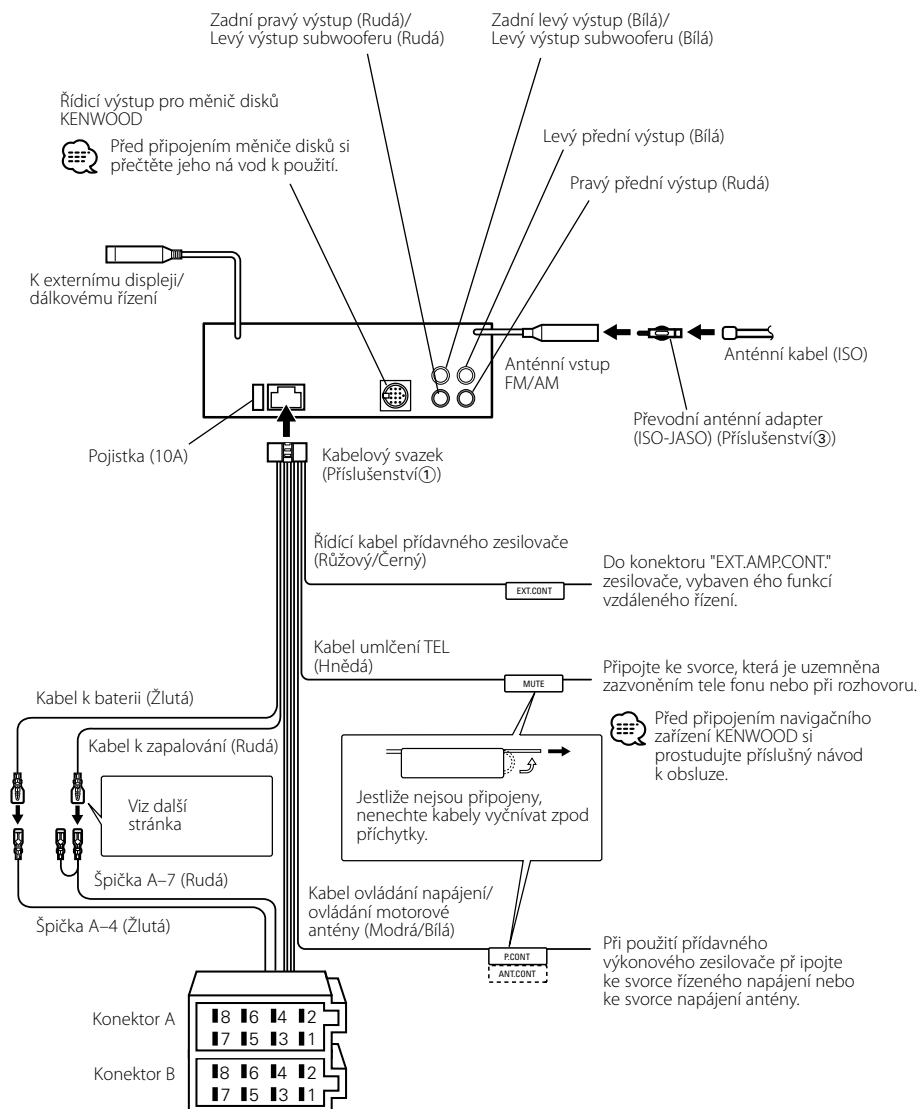 Zadní pravý výstup (Rudá)/
Levý výstup subwooferu (Rudá)
Zadní levý výstup (Bílá)/
Levý výstup subwooferu (Bílá)
Řídicí výstup pro měnič disků
KENWOOD
Před připojením měniče disků si
přečtěte jeho ná vod k použití.
Levý přední výstup (Bílá)
Pravý přední výstup (Rudá)
K externímu displeji/
dálkovému řízení
Anténní vstup
FM/AM
Anténní kabel (ISO)
Převodní anténní adapter
(ISO-JASO) (Příslušenství③)
Pojistka (10A)
Kabelový svazek
(Příslušenství①)
Řídící kabel přídavného zesilovače
(Růžový/Černý)
EXT.CONT
Do konektoru "EXT.AMP.CONT."
zesilovače, vybaven ého funkcí
vzdáleného řízení.
Kabel umlčení TEL
(Hnědá)
MUTE
Připojte ke svorce, která je uzemněna
zazvoněním tele fonu nebo při rozhovoru.
Před připojením navigačního
zařízení KENWOOD si
prostudujte příslušný návod
k obsluze.
Kabel k baterii (Žlutá)
Kabel k zapalování (Rudá)
Viz další
stránka
Jestliže nejsou připojeny,
nenechte kabely vyčnívat zpod
příchytky.
Špička A–7 (Rudá)
Špička A–4 (Žlutá)
Kabel ovládání napájení/
ovládání motorové
antény (Modrá/Bílá)
P.CONT
ANT.CONT
Při použití přídavného
výkonového zesilovače př ipojte
ke svorce řízeného napájení nebo
ke svorce napájení antény.
Konektor A
8 6 4 2
7 5 3 1
Konektor B
8 6 4 2
7 5 3 1